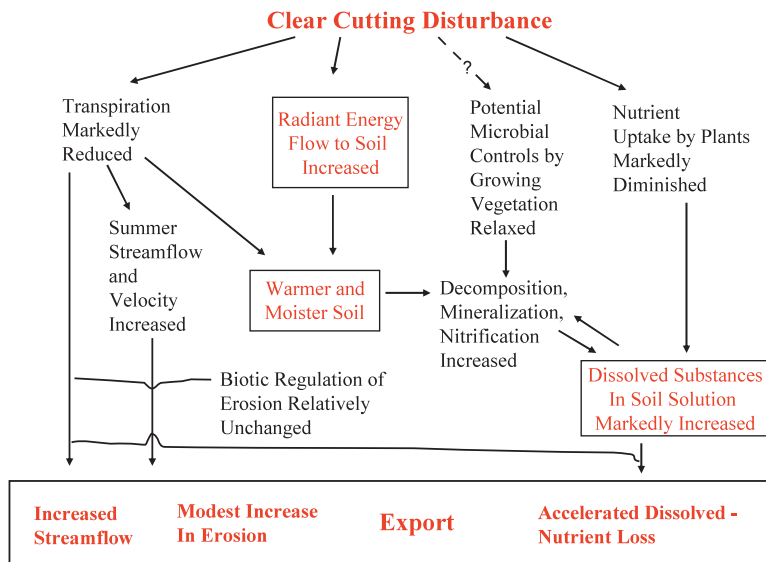 Clear Cutting Disturbance
?
Transpiration
Markedly
Reduced
Radiant Energy
Flow to Soil
Increased
Potential
Microbial
Controls by
Growing
Vegetation
Relaxed
Nutrient
Uptake by Plants
Markedly
Diminished
Summer
Streamflow
and
Velocity
Increased
Warmer and
Moister Soil
Decomposition,
Mineralization,
Nitrification
Increased
Biotic Regulation of
Erosion Relatively
Unchanged
Dissolved Substances
In Soil Solution
Markedly Increased
Increased
Streamflow
Modest Increase
In Erosion
Export
Accelerated Dissolved -
Nutrient Loss